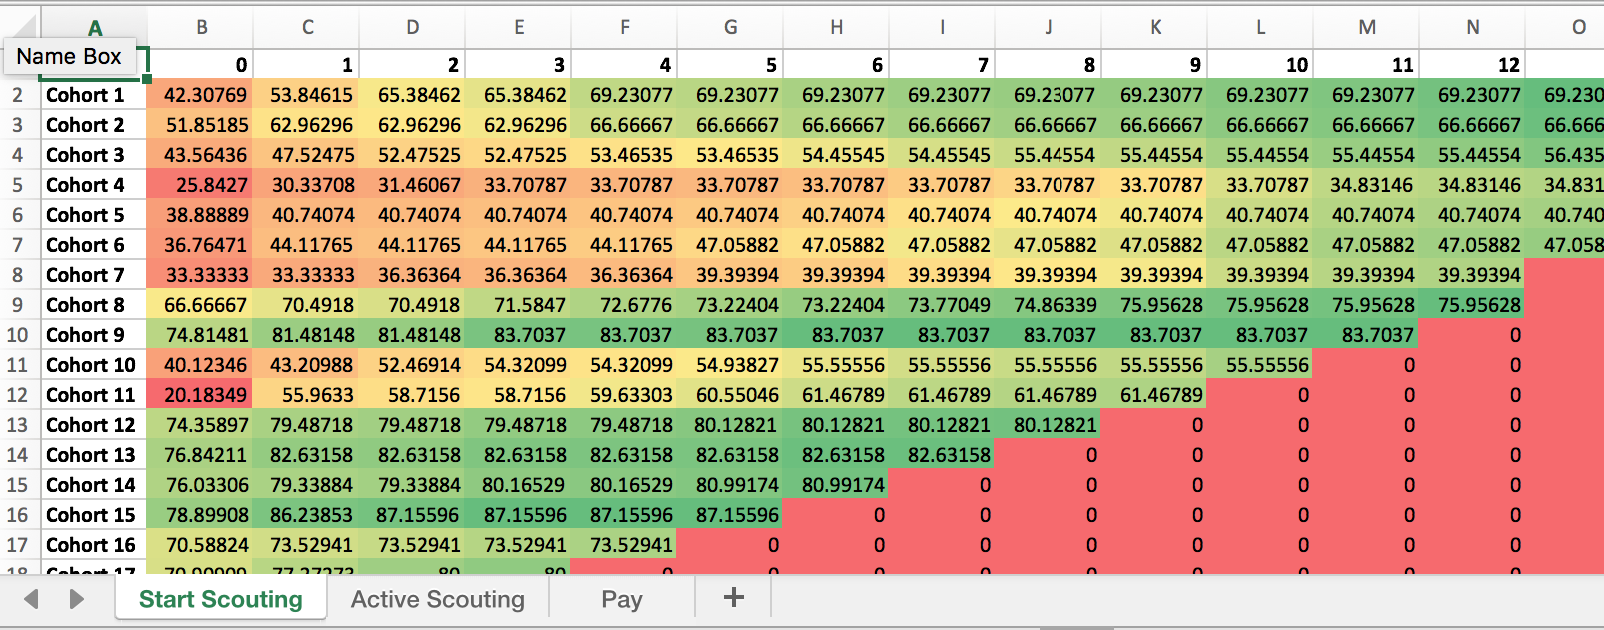 A B C D E F G H I J K L M N O
Name Box 0 1 2 3 4 5 6 7 8 9 10 11 12
2 Cohort 1 42.30769 53.84615 65.38462 65.38462 69.23077 69.23077 69.23077 69.23077 69.23077 69.23077 69.23077 69.23077 69.23077 69.230
3 Cohort 2 51.85185 62.96296 62.96296 62.96296 66.66667 66.66667 66.66667 66.66667 66.66667 66.66667 66.66667 66.66667 66.66667 66.666
4 Cohort 3 43.56436 47.52475 52.47525 52.47525 53.46535 53.46535 54.45545 54.45545 55.44554 55.44554 55.44554 55.44554 55.44554 56.435
5 Cohort 4 25.8427 30.33708 31.46067 33.70787 33.70787 33.70787 33.70787 33.70787 33.70787 33.70787 33.70787 34.83146 34.83146 34.831
6 Cohort 5 38.88889 40.74074 40.74074 40.74074 40.74074 40.74074 40.74074 40.74074 40.74074 40.74074 40.74074 40.74074 40.74074 40.740
7 Cohort 6 36.76471 44.11765 44.11765 44.11765 44.11765 47.05882 47.05882 47.05882 47.05882 47.05882 47.05882 47.05882 47.05882 47.058
8 Cohort 7 33.33333 33.33333 36.36364 36.36364 36.36364 39.39394 39.39394 39.39394 39.39394 39.39394 39.39394 39.39394 39.39394
9 Cohort 8 66.66667 70.4918 70.4918 71.5847 72.6776 73.22404 73.22404 73.77049 74.86339 75.95628 75.95628 75.95628 75.95628
10 Cohort 9 74.81481 81.48148 81.48148 83.7037 83.7037 83.7037 83.7037 83.7037 83.7037 83.7037 83.7037 83.7037 0
11 Cohort 10 40.12346 43.20988 52.46914 54.32099 54.32099 54.93827 55.55556 55.55556 55.55556 55.55556 55.55556 0 0
12 Cohort 11 20.18349 55.9633 58.7156 58.7156 59.63303 60.55046 61.46789 61.46789 61.46789 61.46789 0 0 0
13 Cohort 12 74.35897 79.48718 79.48718 79.48718 79.48718 80.12821 80.12821 80.12821 80.12821 0 0 0 0
14 Cohort 13 76.84211 82.63158 82.63158 82.63158 82.63158 82.63158 82.63158 82.63158 0 0 0 0 0
15 Cohort 14 76.03306 79.33884 79.33884 80.16529 80.16529 80.99174 80.99174 0 0 0 0 0 0
16 Cohort 15 78.89908 86.23853 87.15596 87.15596 87.15596 87.15596 0 0 0 0 0 0 0
17 Cohort 16 70.58824 73.52941 73.52941 73.52941 73.52941 0 0 0 0 0 0 0 0
18 Cohort 17 77.27273 80 80 0 0 0 0 0 0 0 0 0
Start Scouting Active Scouting Pay +